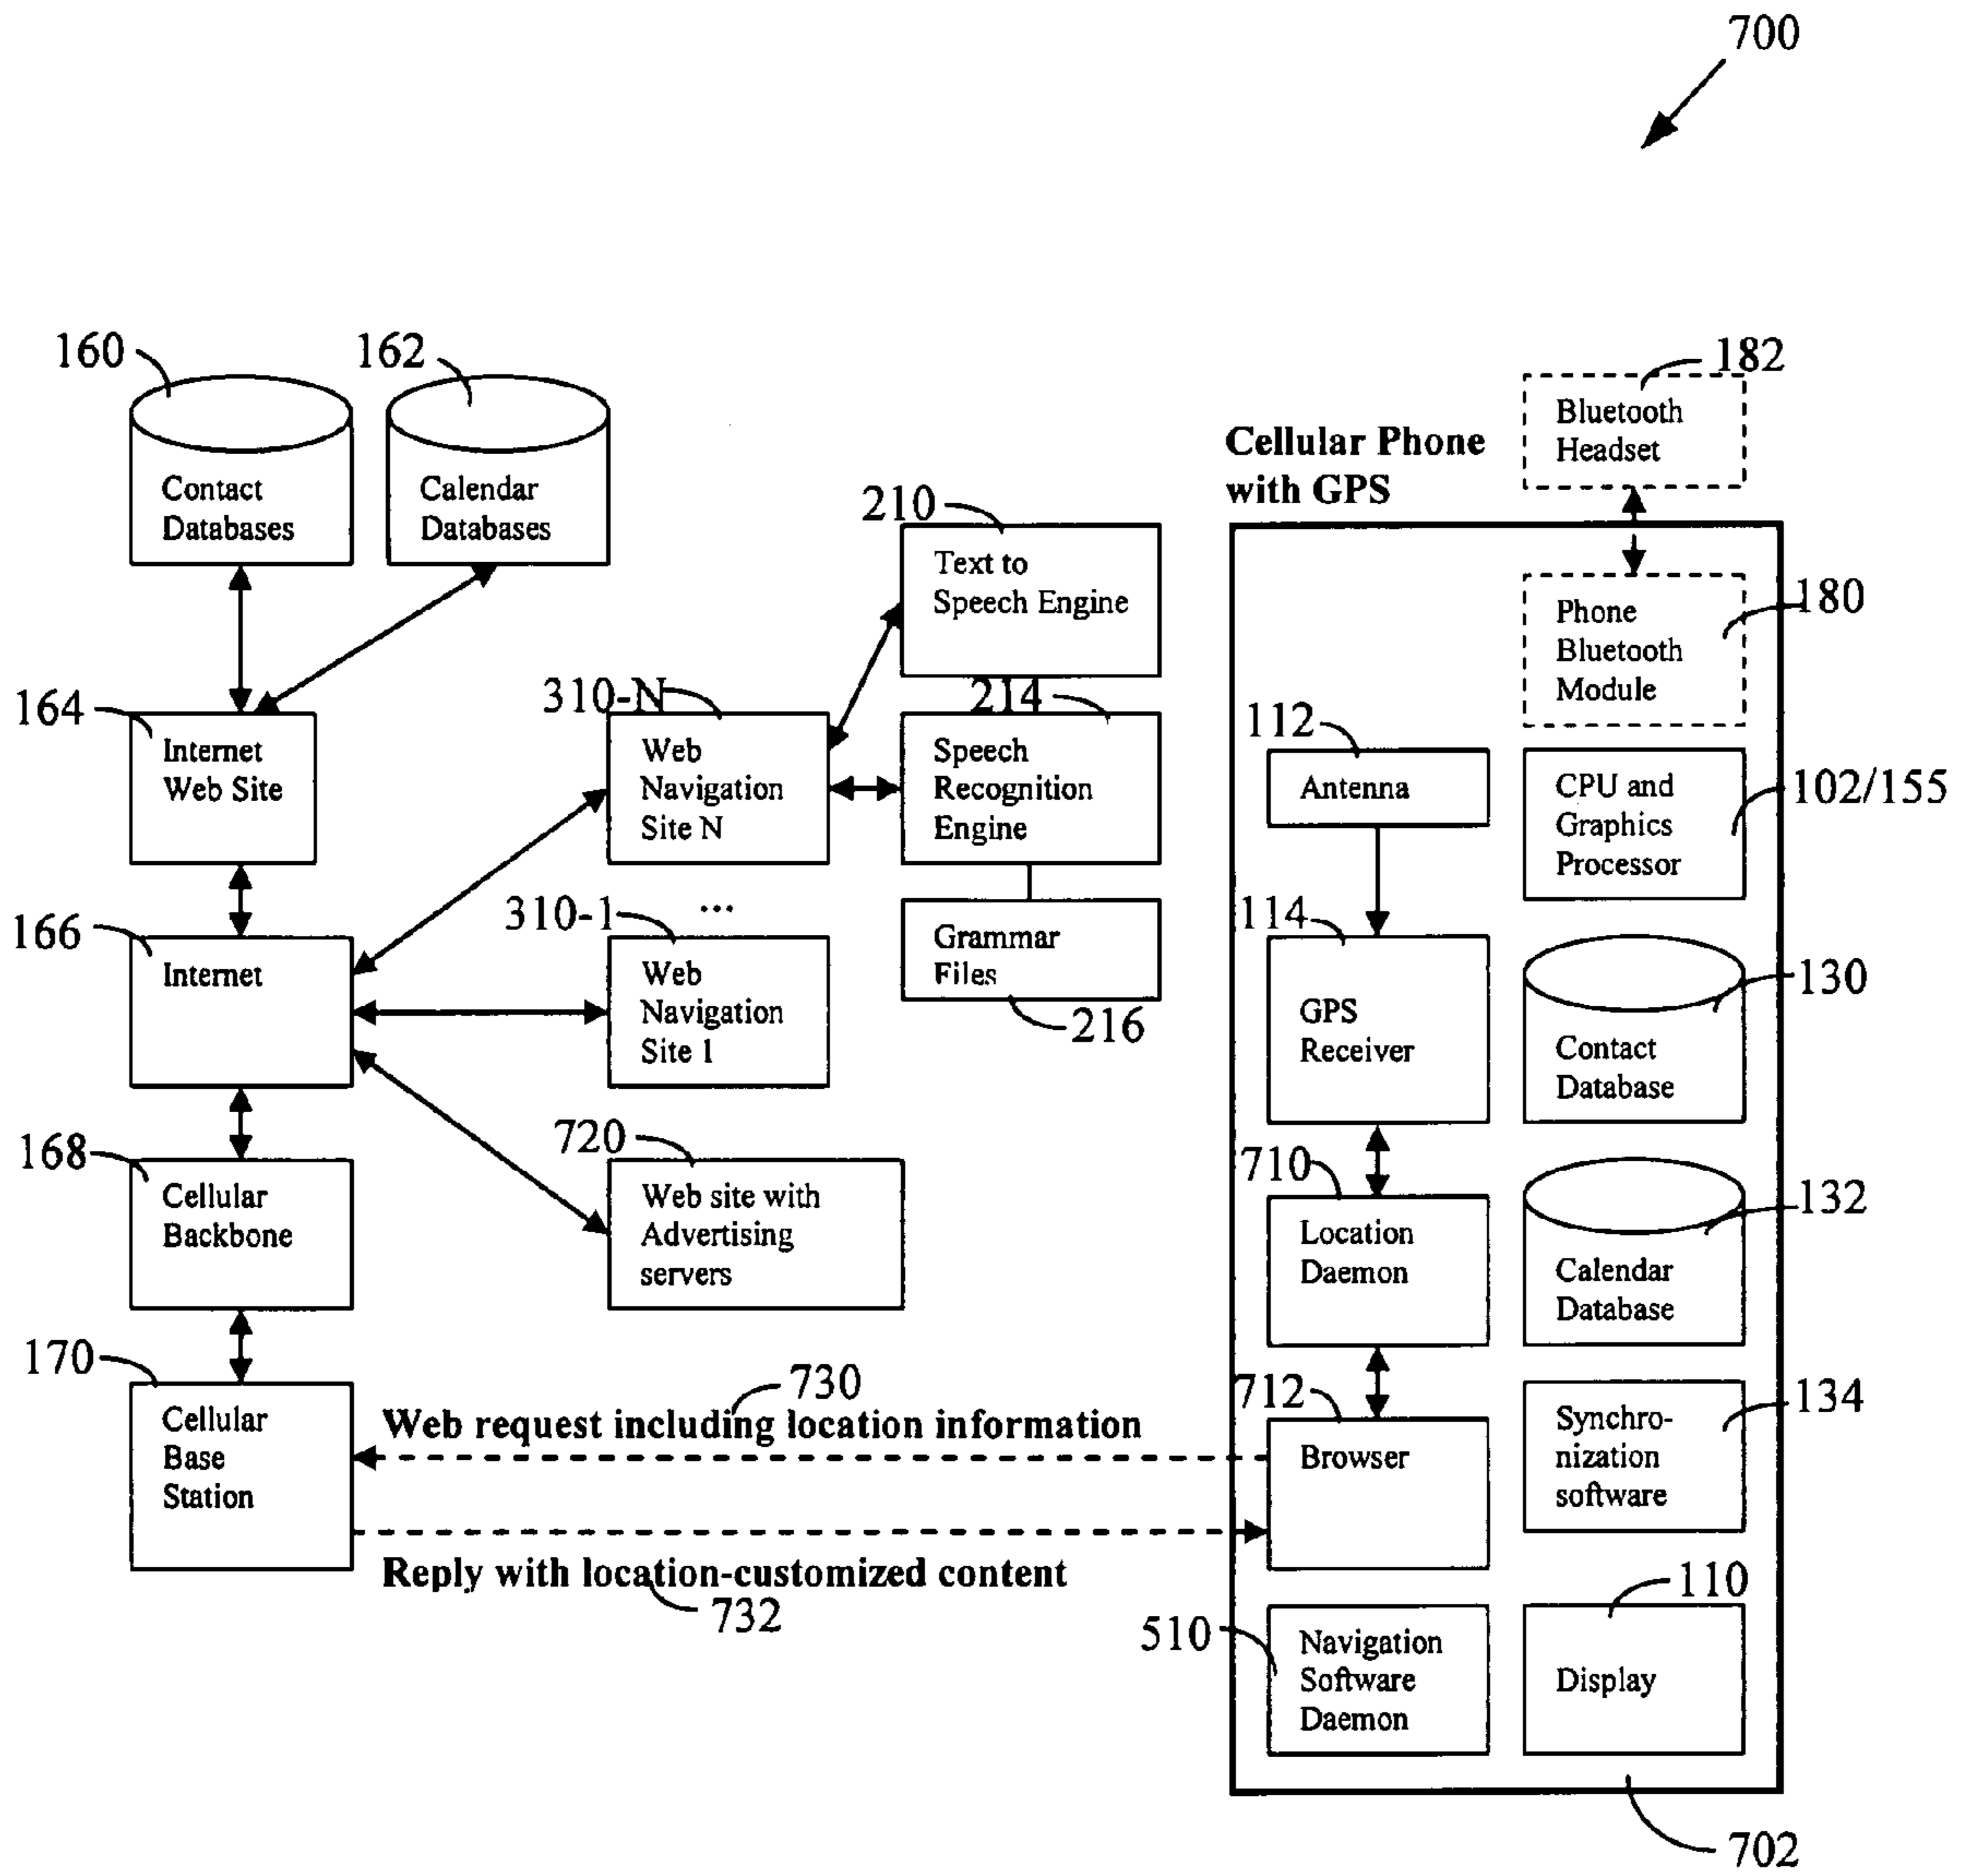 700
160
162
182
Contact
Databases
Calendar
Databases
Bluetooth
Headset
Cellular Phone
with GPS
210
Text to
Speech Engine
180
Phone
Bluetooth
Module
164
Internet
Web Site
310-N
Web
Navigation
Site N
214
Speech
Recognition
Engine
112
Antenna
102/155
CPU and
Graphics
Processor
166
Internet
310-1
...
Web
Navigation
Site 1
Grammar
Files
216
114
GPS
Receiver
130
Contact
Database
168
Cellular
Backbone
720
Web site with
Advertising
servers
710
Location
Daemon
132
Calendar
Database
170
Cellular
Base
Station
730
Web request including location information
712
Browser
134
Synchro-
nization
software
Reply with location-customized content
732
510
Navigation
Software
Daemon
110
Display
702